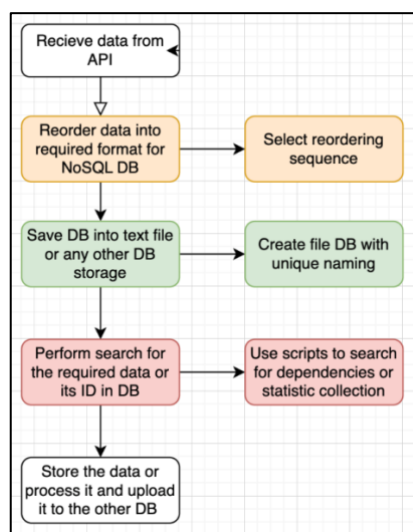 Recieve data from
API
Reorder data into
required format for
NoSQL DB
Select reordering
sequence
Save DB into text file
or any other DB
storage
Create file DB with
unique naming
Perform search for
the required data or
its ID in DB
Use scripts to search
for dependencies or
statistic collection
Store the data or
process it and upload
it to the other DB